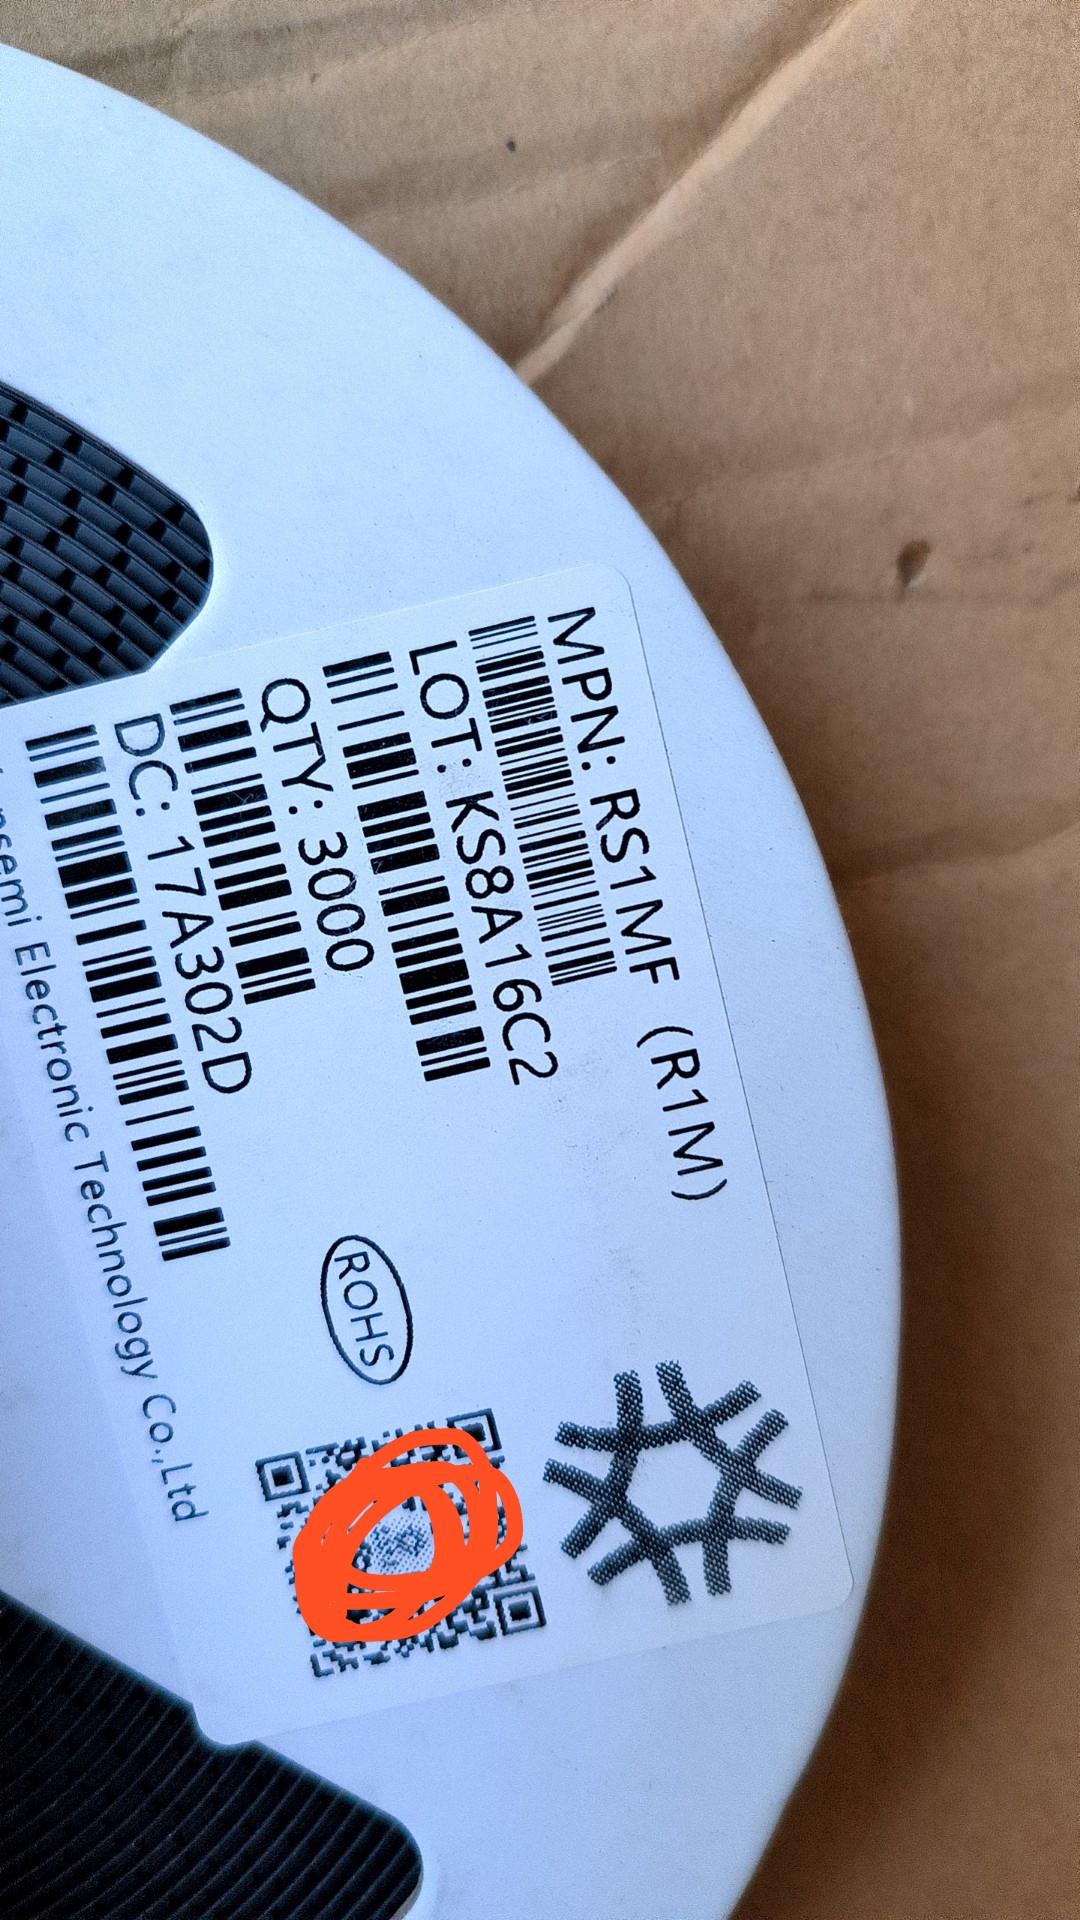 MPN: RS1MF (R1M)
LOT: KS8A16C2
QTY: 3000
DC: 17A302D
ROHS
Electronic Technology Co.,Ltd